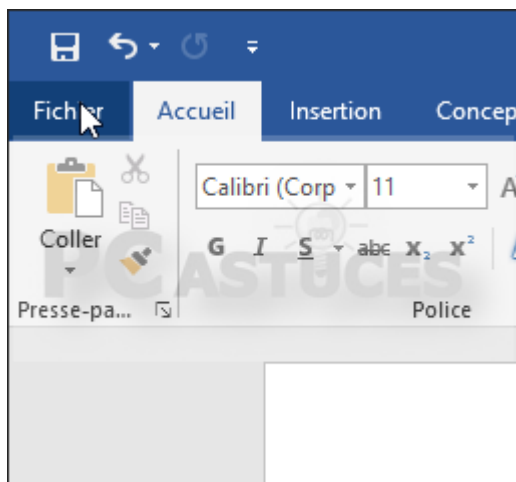 Fichier Accueil Insertion Concep
Calibri (Corp 11 A
Coller
G I S abc X₂ X²
PC ASTUCES
Presse-pa... Police